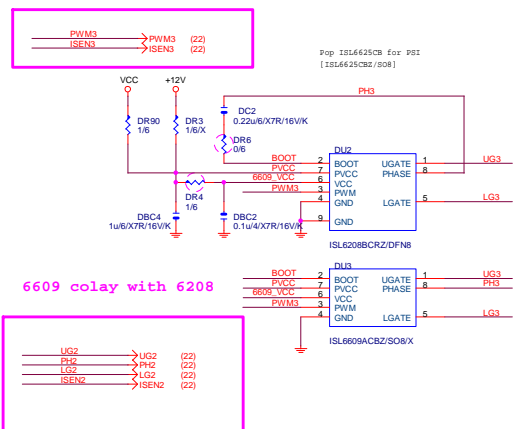 PWM3 PWM3 (22)
ISEN3 ISEN3 (22)
Pop ISL6625CB for PSI
[ISL6625CBZ/SO8]
VCC +12V
PH3
DR90
1/6
DR3
1/6/X
DC2
0.22u/6/X7R/16V/K
DR6
0/6
DU2
BOOT 2 BOOT UGATE 1 UG3
PVCC 7 PVCC PHASE 8
6609_VCC 6 VCC
PWM3 3 PWM
4 GND LGATE 5 LG3
9 GND
ISL6208BCRZ/DFN8
DR4
1/6
DBC4
1u/6/X7R/16V/K
DBC2
0.1u/4/X7R/16V/K
6609 colay with 6208
DU3
BOOT 2 BOOT UGATE 1 UG3
PVCC 7 PVCC PHASE 8 PH3
6609_VCC 6 VCC
PWM3 3 PWM
4 GND LGATE 5 LG3
ISL6609ACBZ/SO8/X
UG2 UG2 (22)
PH2 PH2 (22)
LG2 LG2 (22)
ISEN2 ISEN2 (22)